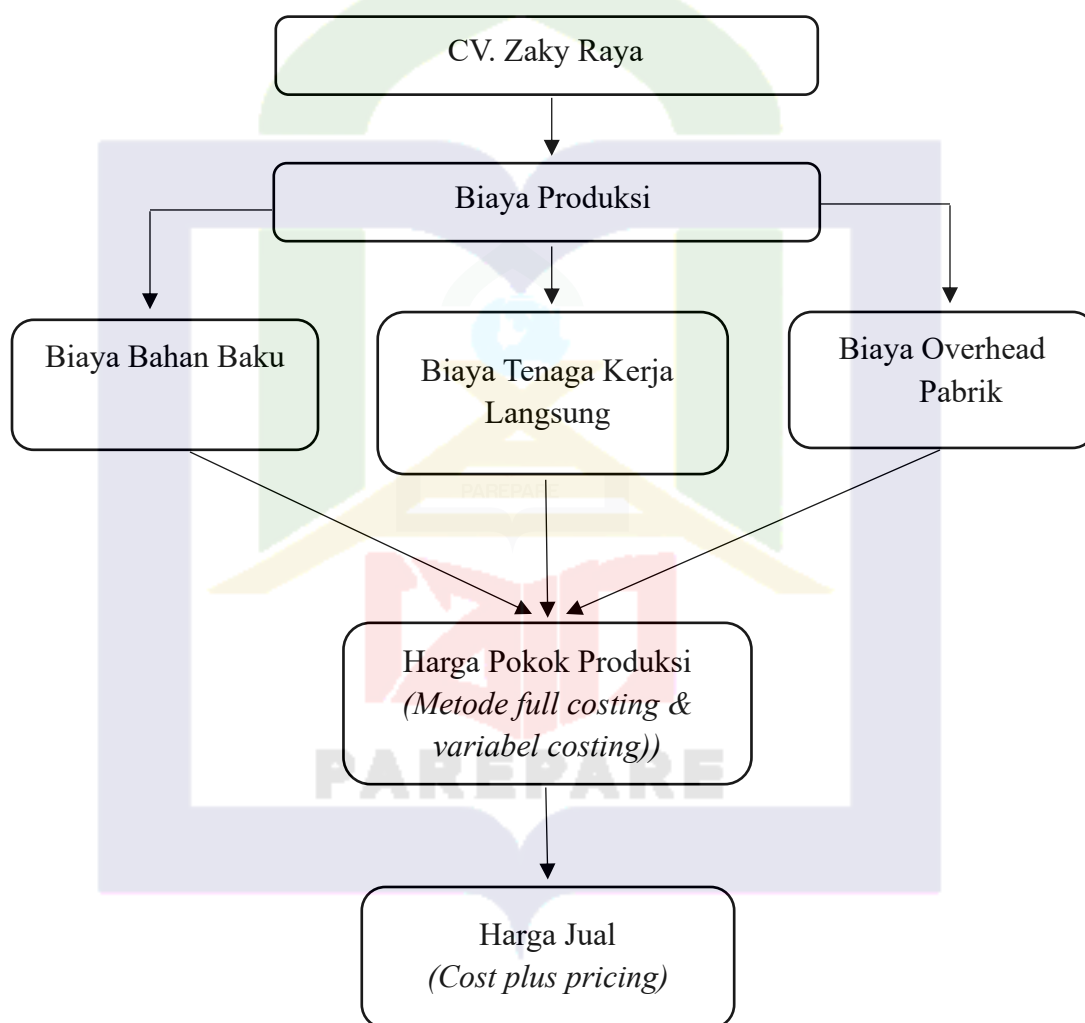 CV. Zaky Raya
Biaya Produksi
Biaya Bahan Baku
Biaya Tenaga Kerja
Langsung
Biaya Overhead
Pabrik
PAREPARE
Harga Pokok Produksi
(Metode full costing &
variabel costing))
PAREPARE
Harga Jual
(Cost plus pricing)